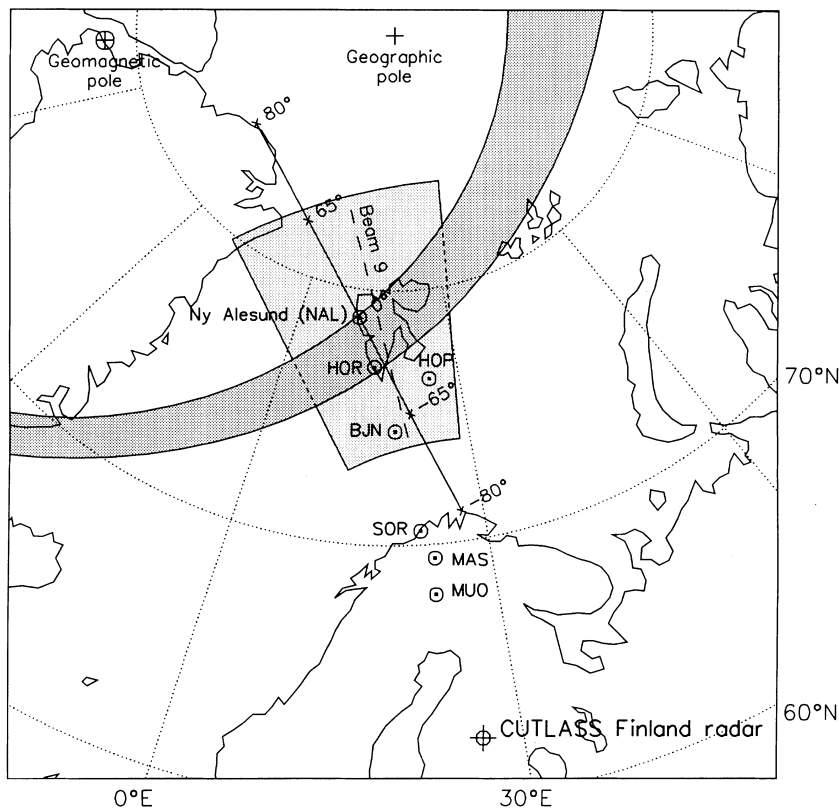 Geomagnetic
pole
Geographic
pole
80°
65°
Beam 9
Ny Alesund (NAL)
HOR
HOP
-65°
70°N
BJN
-80°
SOR
MAS
MUO
60°N
CUTLASS Finland radar
0°E
30°E